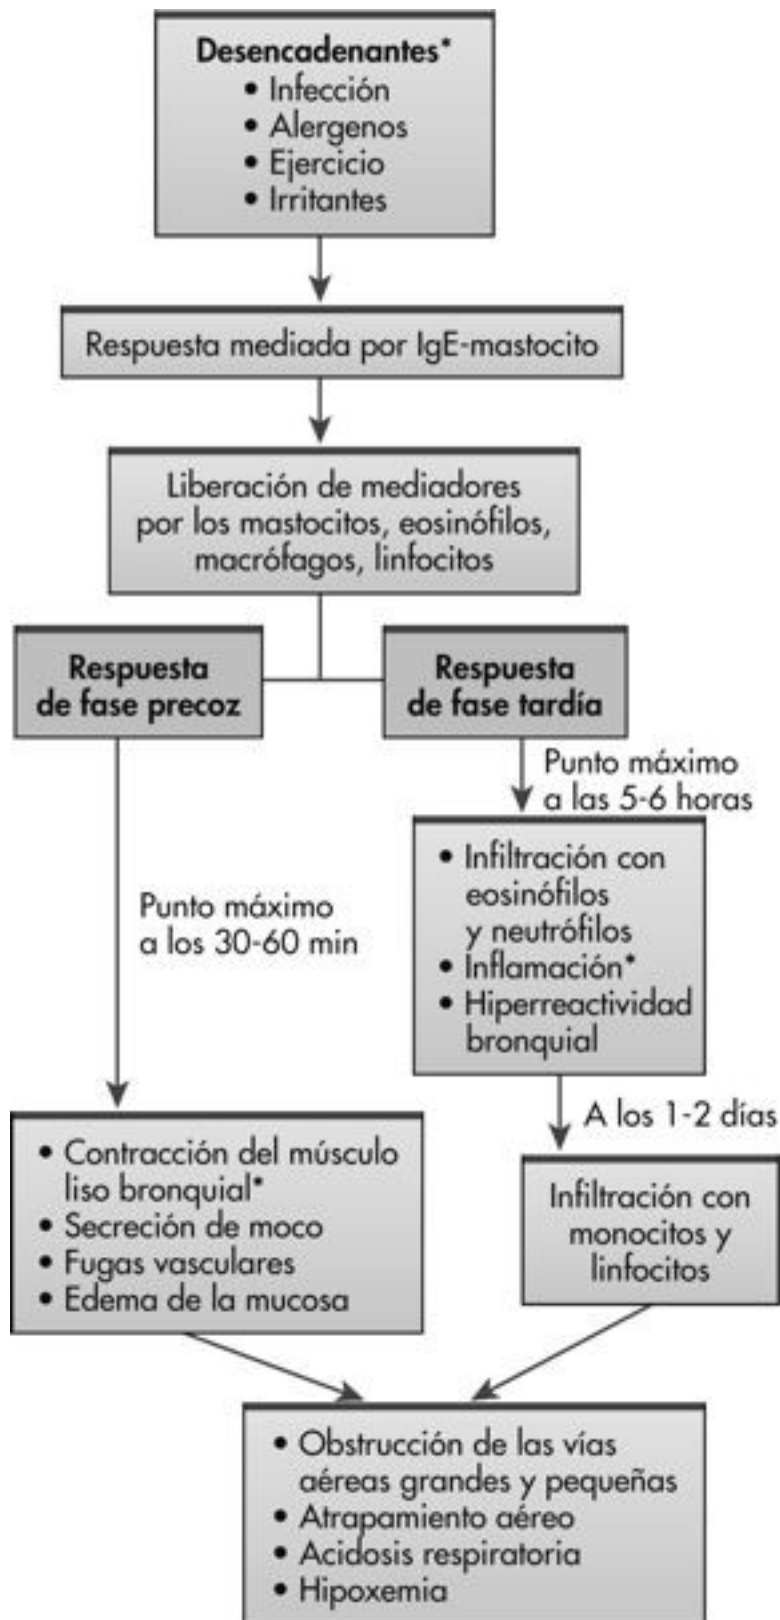 Desencadenantes*
• Infección
• Alergenos
• Ejercicio
• Irritantes
Respuesta mediada por IgE-mastocito
Liberación de mediadores
por los mastocitos, eosinófilos,
macrófagos, linfocitos
Respuesta
de fase precoz
Respuesta
de fase tardía
Punto máximo
a las 5-6 horas
• Infiltración con
eosinófilos
y neutrófilos
• Inflamación*
• Hiperreactividad
bronquial
Punto máximo
a los 30-60 min
A los 1-2 días
• Contracción del músculo
liso bronquial*
• Secreción de moco
• Fugas vasculares
• Edema de la mucosa
Infiltración con
monocitos y
linfocitos
• Obstrucción de las vías
aéreas grandes y pequeñas
• Atrapamiento aéreo
• Acidosis respiratoria
• Hipoxemia